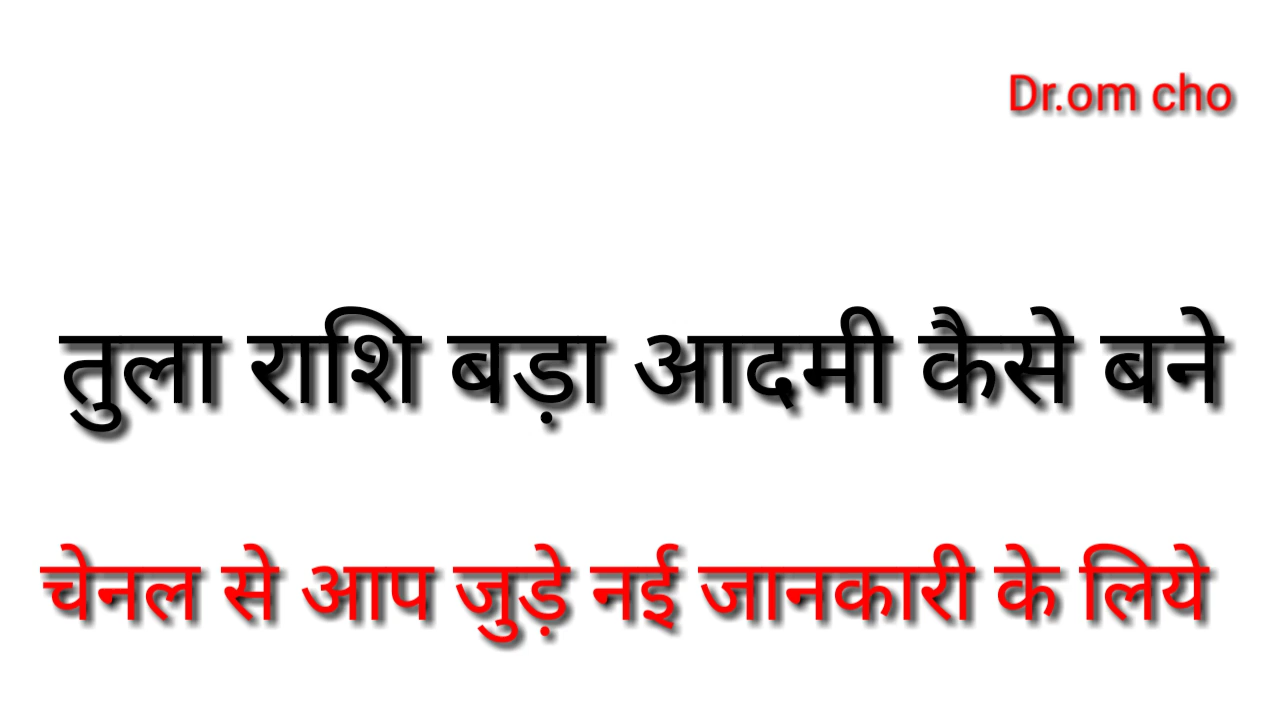 Dr.om cho
तुला राशि बड़ा आदमी कैसे बने
चेनल से आप जुड़े नई जानकारी के लिये